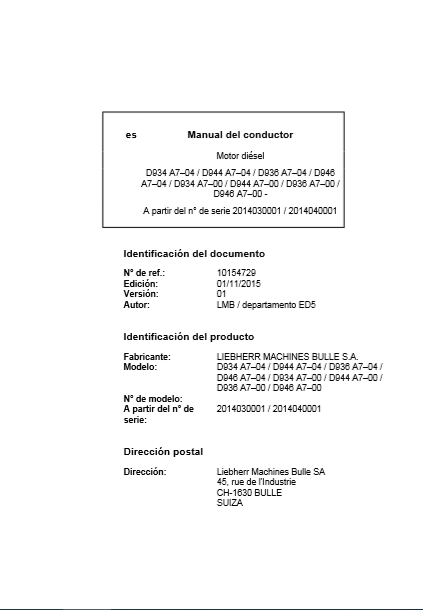 es Manual del conductor
Motor diésel
D934 A7–04 / D944 A7–04 / D936 A7–04 / D946
A7–04 / D934 A7–00 / D944 A7–00 / D936 A7–00 /
D946 A7–00 -
A partir del n° de serie 2014030001 / 2014040001
Identificación del documento
N° de ref.: 10154729
Edición: 01/11/2015
Versión: 01
Autor: LMB / departamento ED5
Identificación del producto
Fabricante: LIEBHERR MACHINES BULLE S.A.
Modelo: D934 A7–04 / D944 A7–04 / D936 A7–04 /
D946 A7–04 / D934 A7–00 / D944 A7–00 /
D936 A7–00 / D946 A7–00
N° de modelo:
A partir del n° de 2014030001 / 2014040001
serie:
Dirección postal
Dirección: Liebherr Machines Bulle SA
45, rue de l'Industrie
CH-1630 BULLE
SUIZA